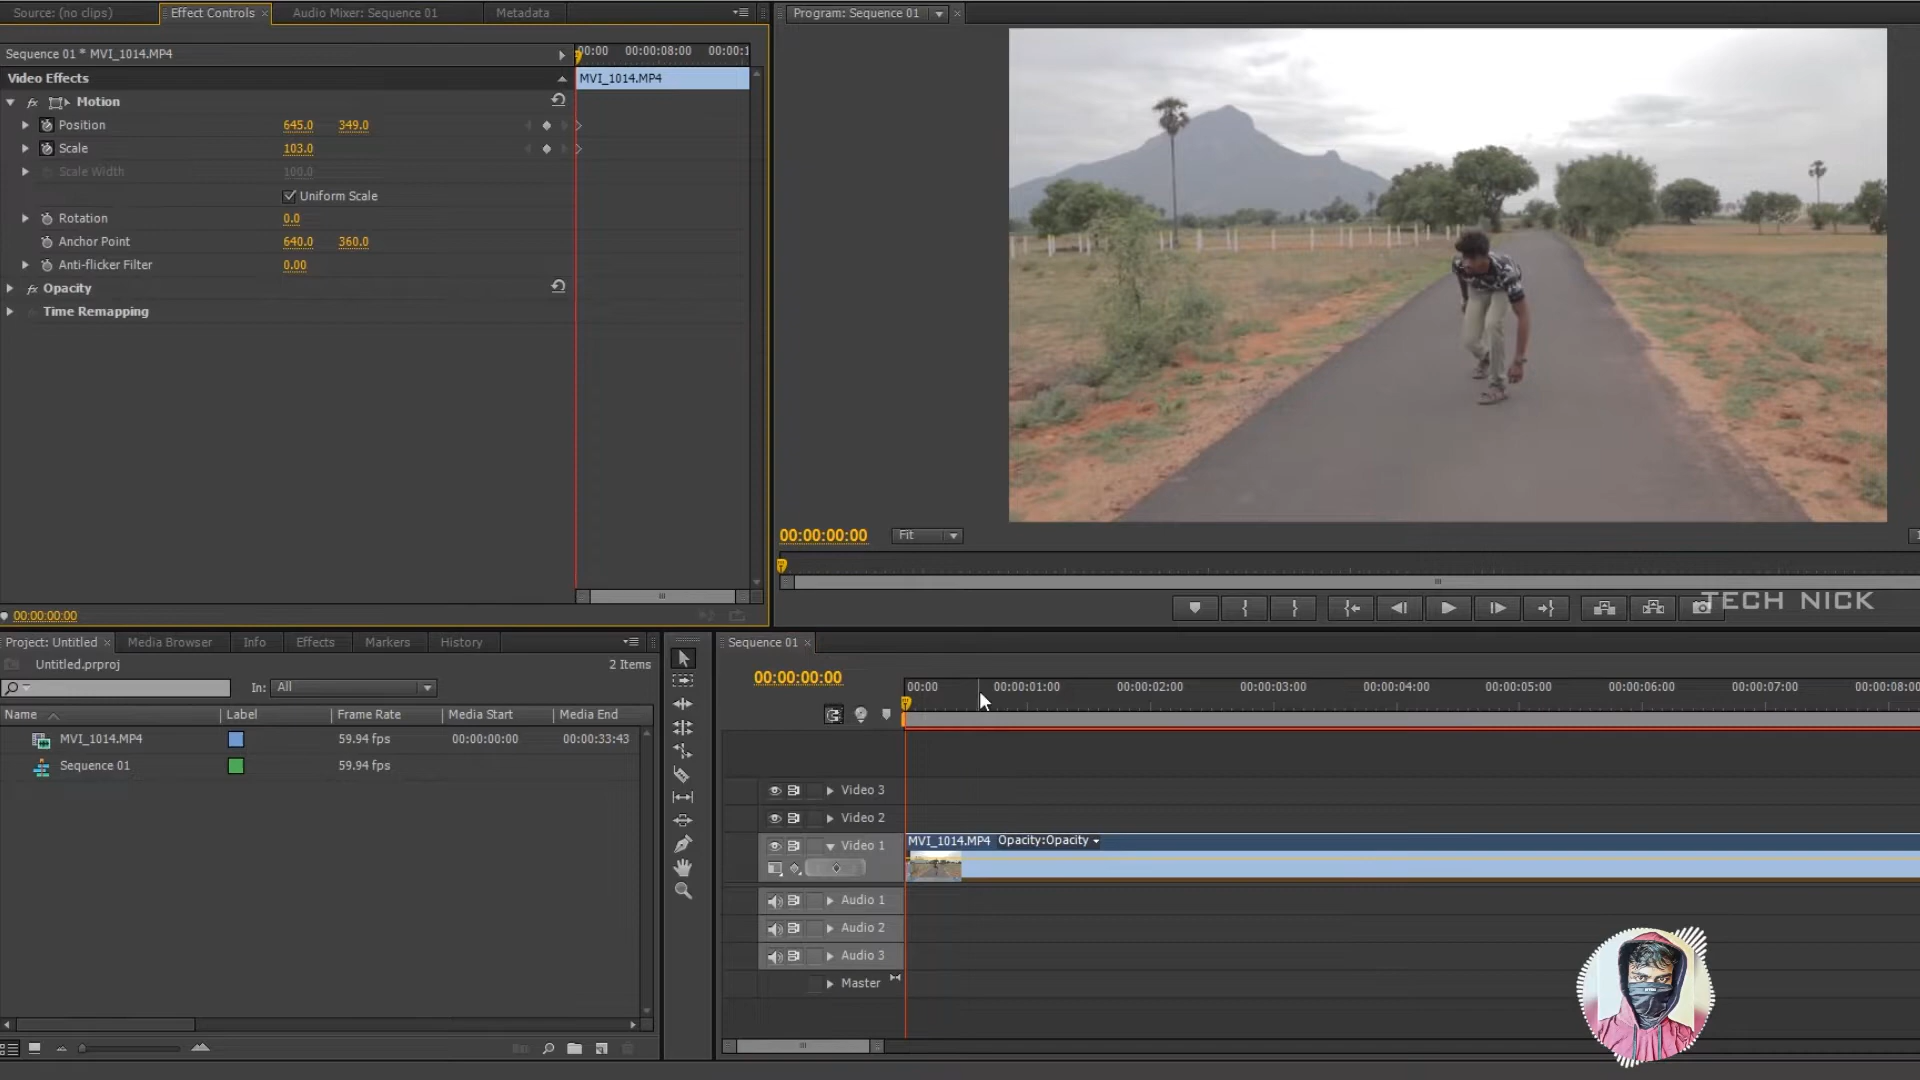 Source: (no clips)
Effect Controls
Audio Mixer: Sequence 01
Metadata
Program: Sequence 01
Sequence 01 * MVI_1014.MP4
00:00
00:00:08:00
00:00:1
Video Effects
MVI_1014.MP4
Motion
Position
645.0
349.0
Scale
103.0
Scale Width
100.0
Uniform Scale
Rotation
0.0
Anchor Point
640.0
360.0
Anti-flicker Filter
0.00
Opacity
Time Remapping
00:00:00:00
00:00:00:00
Fit
TECH NICK
Project: Untitled
Media Browser
Info
Effects
Markers
History
Untitled.prproj
2 Items
In:
All
Name
Label
Frame Rate
Media Start
Media End
MVI_1014.MP4
59.94 fps
00:00:00:00
00:00:33:43
Sequence 01
59.94 fps
Sequence 01
00:00:00:00
00:00
00:00:01:00
00:00:02:00
00:00:03:00
00:00:04:00
00:00:05:00
00:00:06:00
00:00:07:00
00:00:08:00
Video 3
Video 2
Video 1
MVI_1014.MP4
Opacity:Opacity
Audio 1
Audio 2
Audio 3
Master